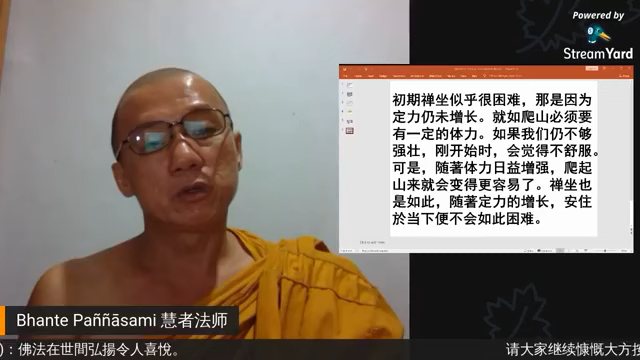 Powered by
StreamYard
初期禅坐似乎很困难，那是因为
定力仍未增长。就如爬山必须要
有一定的体力。如果我们仍不够
强壮，刚开始时，会觉得不舒服。
可是，随著体力日益增强，爬起
山来就会变得更容易了。禅坐也
是如此，随著定力的增长，安住
於当下便不会如此困难。
Bhante Paññāsami 慧者法师
)：佛法在世間弘揚令人喜悅。
请大家继续慷慨大方